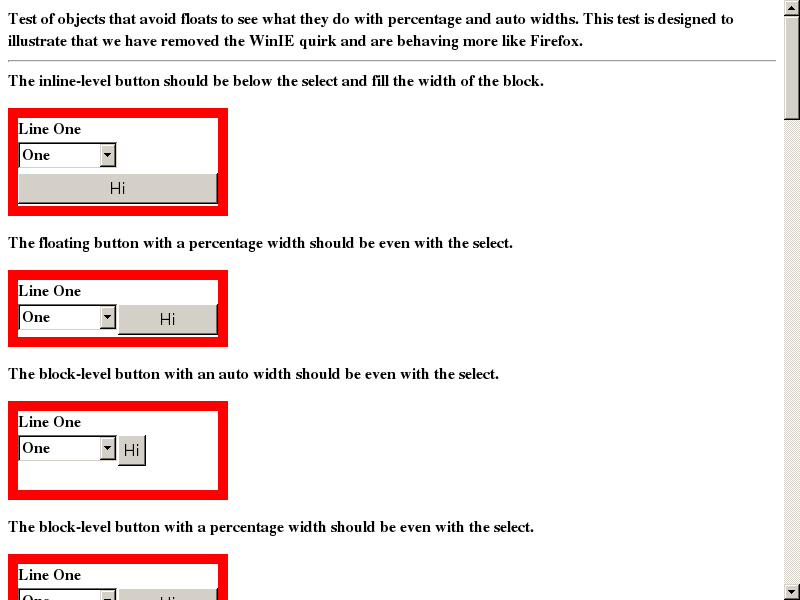 Test of objects that avoid floats to see what they do with percentage and auto widths. This test is designed to
illustrate that we have removed the WinIE quirk and are behaving more like Firefox.
The inline-level button should be below the select and fill the width of the block.
Line One
One
Hi
The floating button with a percentage width should be even with the select.
Line One
One Hi
The block-level button with an auto width should be even with the select.
Line One
One Hi
The block-level button with a percentage width should be even with the select.
Line One
One Hi